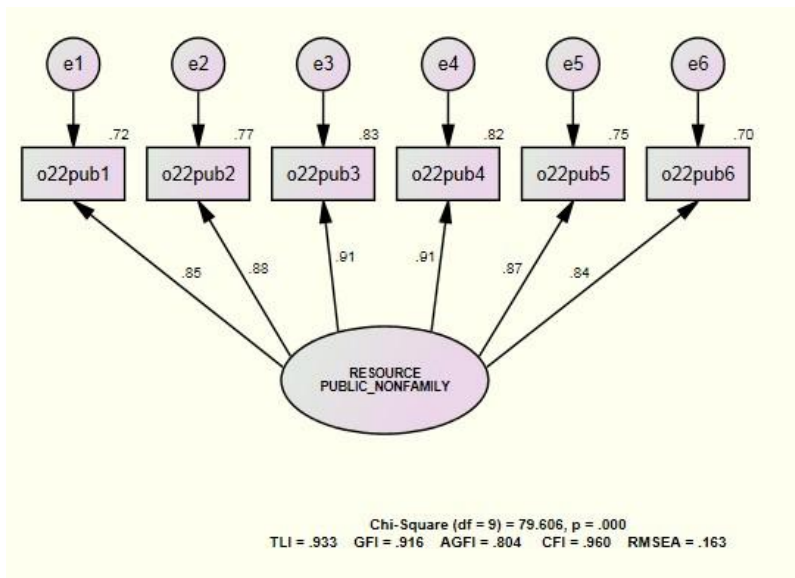 e1 e2 e3 e4 e5 e6
.72 .77 .83 .82 .75 .70
o22pub1 o22pub2 o22pub3 o22pub4 o22pub5 o22pub6
.85 .88 .91 .91 .87 .84
RESOURCE
PUBLIC_NONFAMILY
Chi-Square (df = 9) = 79.606, p = .000
TLI = .933 GFI = .916 AGFI = .804 CFI = .960 RMSEA = .163